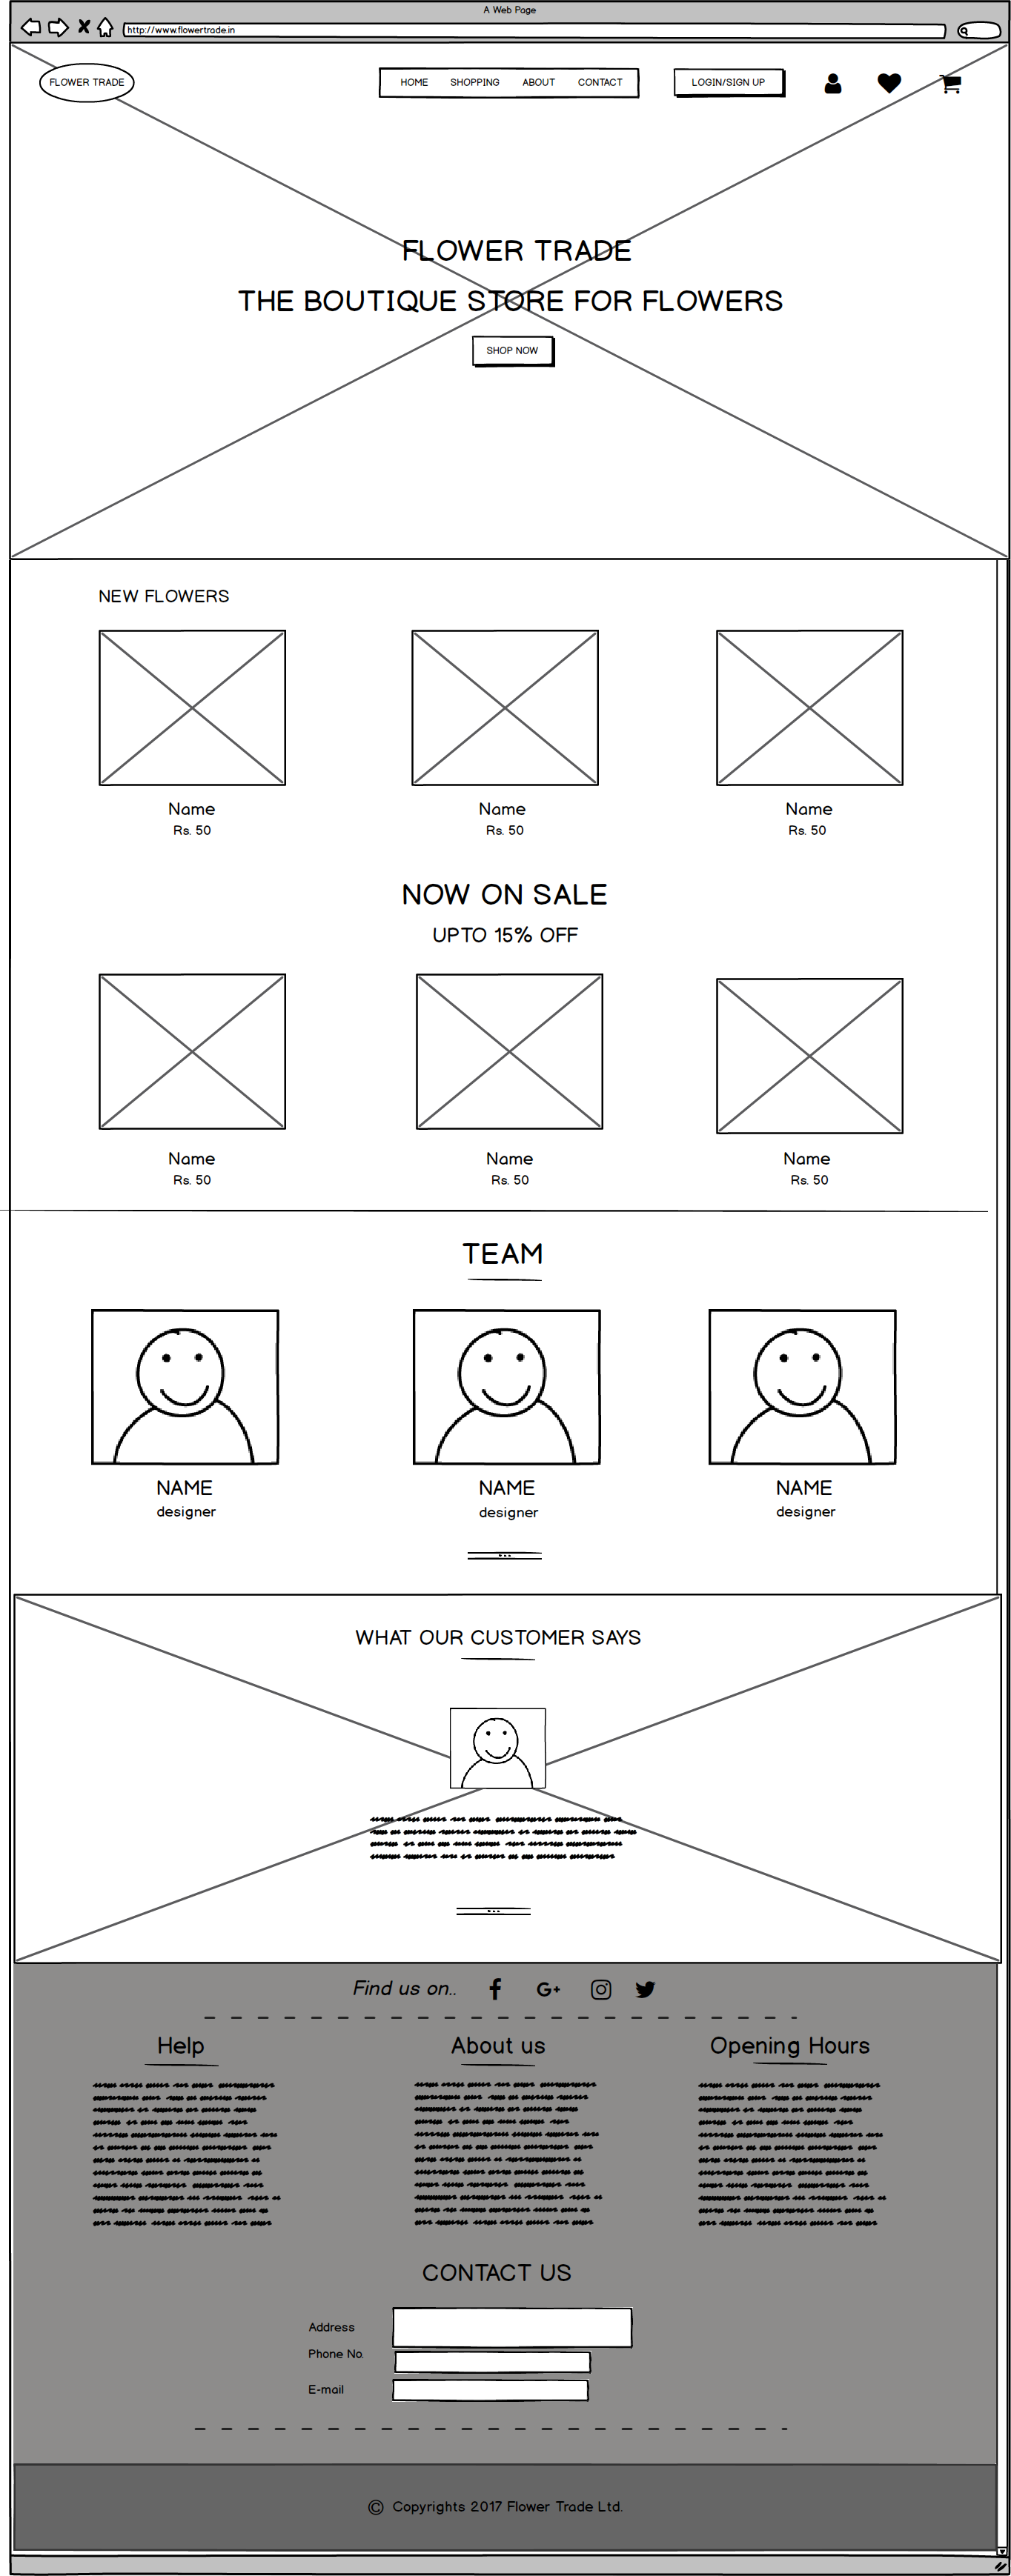 A Web Page
http://www.flowertrade.in
FLOWER TRADE
HOME SHOPPING ABOUT CONTACT
LOGIN/SIGN UP
FLOWER TRADE
THE BOUTIQUE STORE FOR FLOWERS
SHOP NOW
NEW FLOWERS
Name Name Name
Rs. 50 Rs. 50 Rs. 50
NOW ON SALE
UPTO 15% OFF
Name Name Name
Rs. 50 Rs. 50 Rs. 50
TEAM
NAME NAME NAME
designer designer designer
WHAT OUR CUSTOMER SAYS
Find us on..
Help About us Opening Hours
CONTACT US
Address
Phone No.
E-mail
© Copyrights 2017 Flower Trade Ltd.